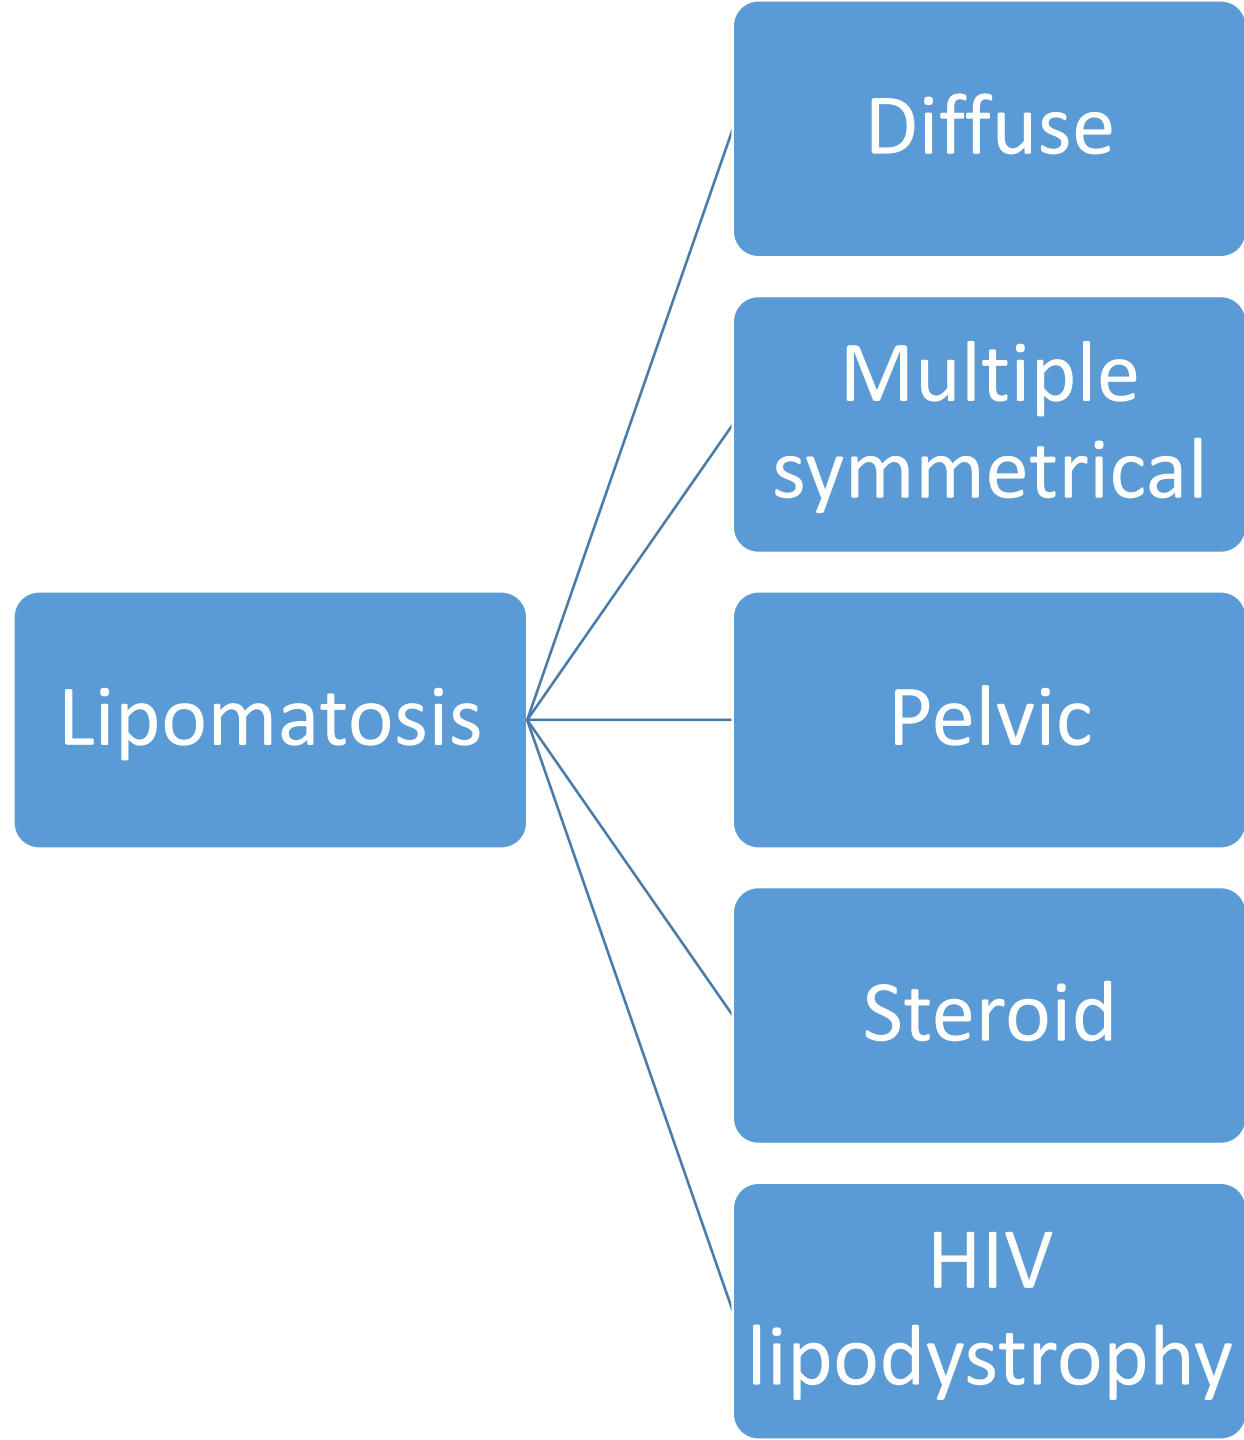 Diffuse
Multiple
symmetrical
Lipomatosis
Pelvic
Steroid
HIV
lipodystrophy